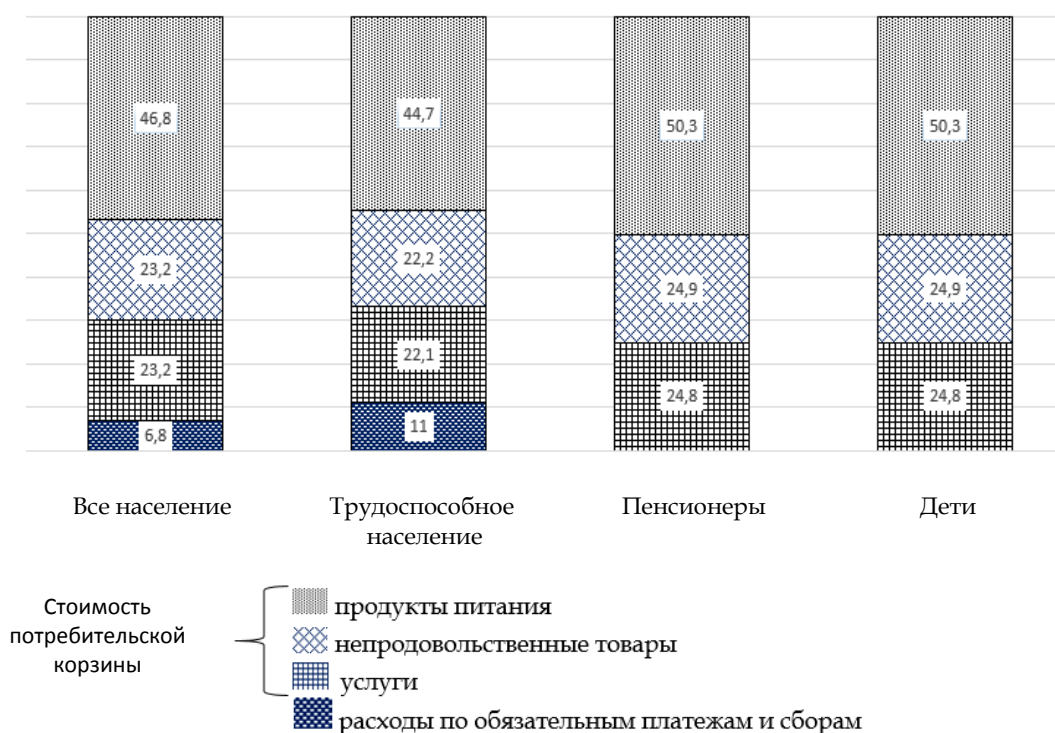 46,8
44,7
50,3
50,3
23,2
22,2
24,9
24,9
23,2
22,1
24,8
24,8
6,8
11
Все население
Трудоспособное
население
Пенсионеры
Дети
Стоимость
потребительской
корзины
продукты питания
непродовольственные товары
услуги
расходы по обязательным платежам и сборам